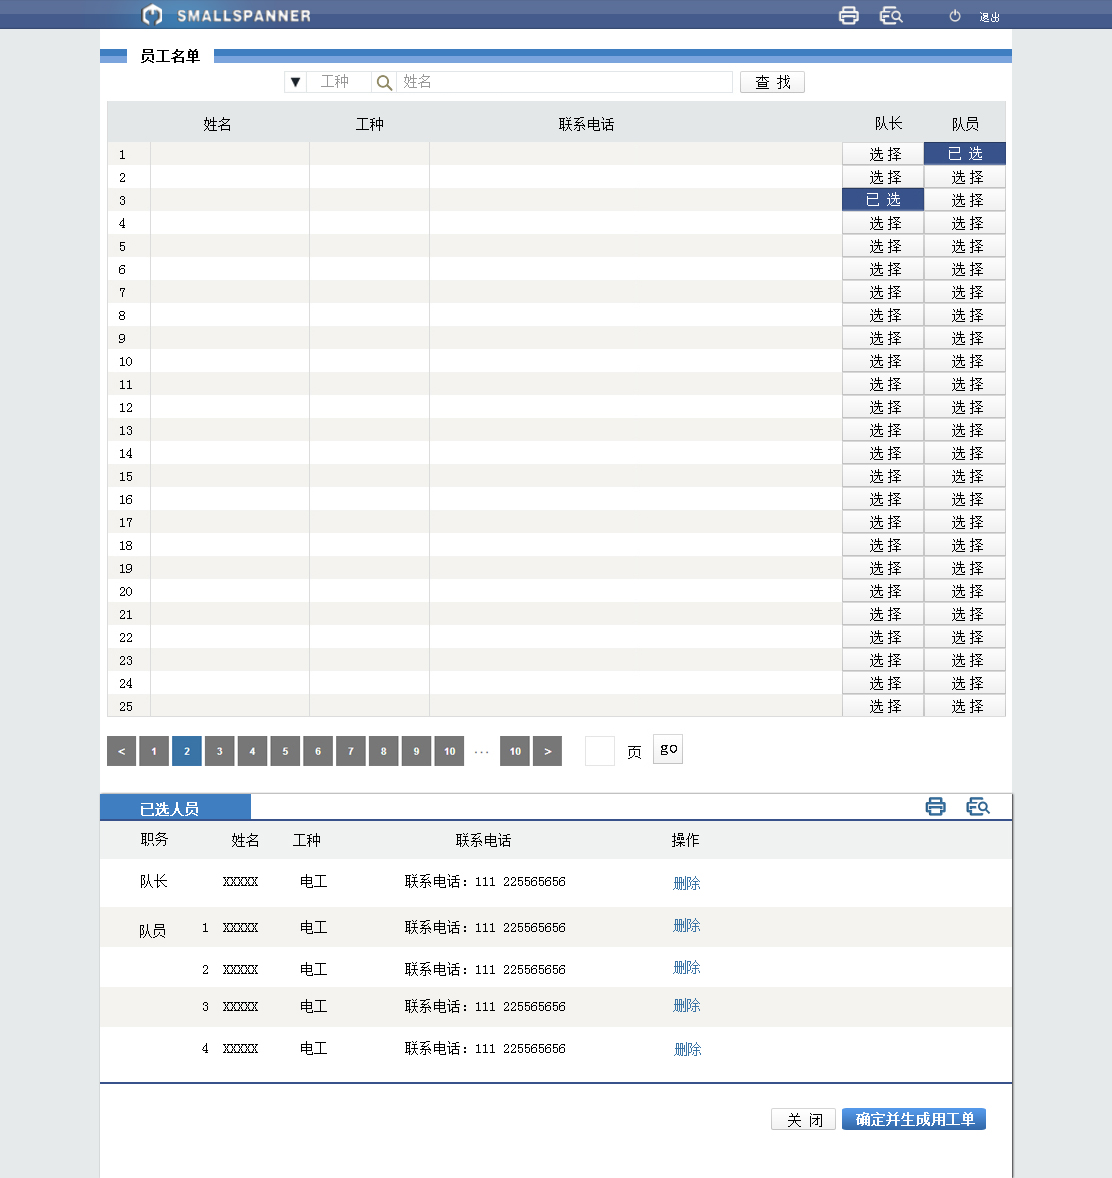 SMALLSPANNER 退出
员工名单
▼ 工种 姓名 查 找
姓名 工种 联系电话 队长 队员
1 选 择 已 选
2 选 择 选 择
3 已 选 选 择
4 选 择 选 择
5 选 择 选 择
6 选 择 选 择
7 选 择 选 择
8 选 择 选 择
9 选 择 选 择
10 选 择 选 择
11 选 择 选 择
12 选 择 选 择
13 选 择 选 择
14 选 择 选 择
15 选 择 选 择
16 选 择 选 择
17 选 择 选 择
18 选 择 选 择
19 选 择 选 择
20 选 择 选 择
21 选 择 选 择
22 选 择 选 择
23 选 择 选 择
24 选 择 选 择
25 选 择 选 择
< 1 2 3 4 5 6 7 8 9 10 ... 10 > 页 go
已选人员
职务 姓名 工种 联系电话 操作
队长 XXXXX 电工 联系电话：111 225565656 删除
队员 1 XXXXX 电工 联系电话：111 225565656 删除
2 XXXXX 电工 联系电话：111 225565656 删除
3 XXXXX 电工 联系电话：111 225565656 删除
4 XXXXX 电工 联系电话：111 225565656 删除
关 闭 确定并生成用工单